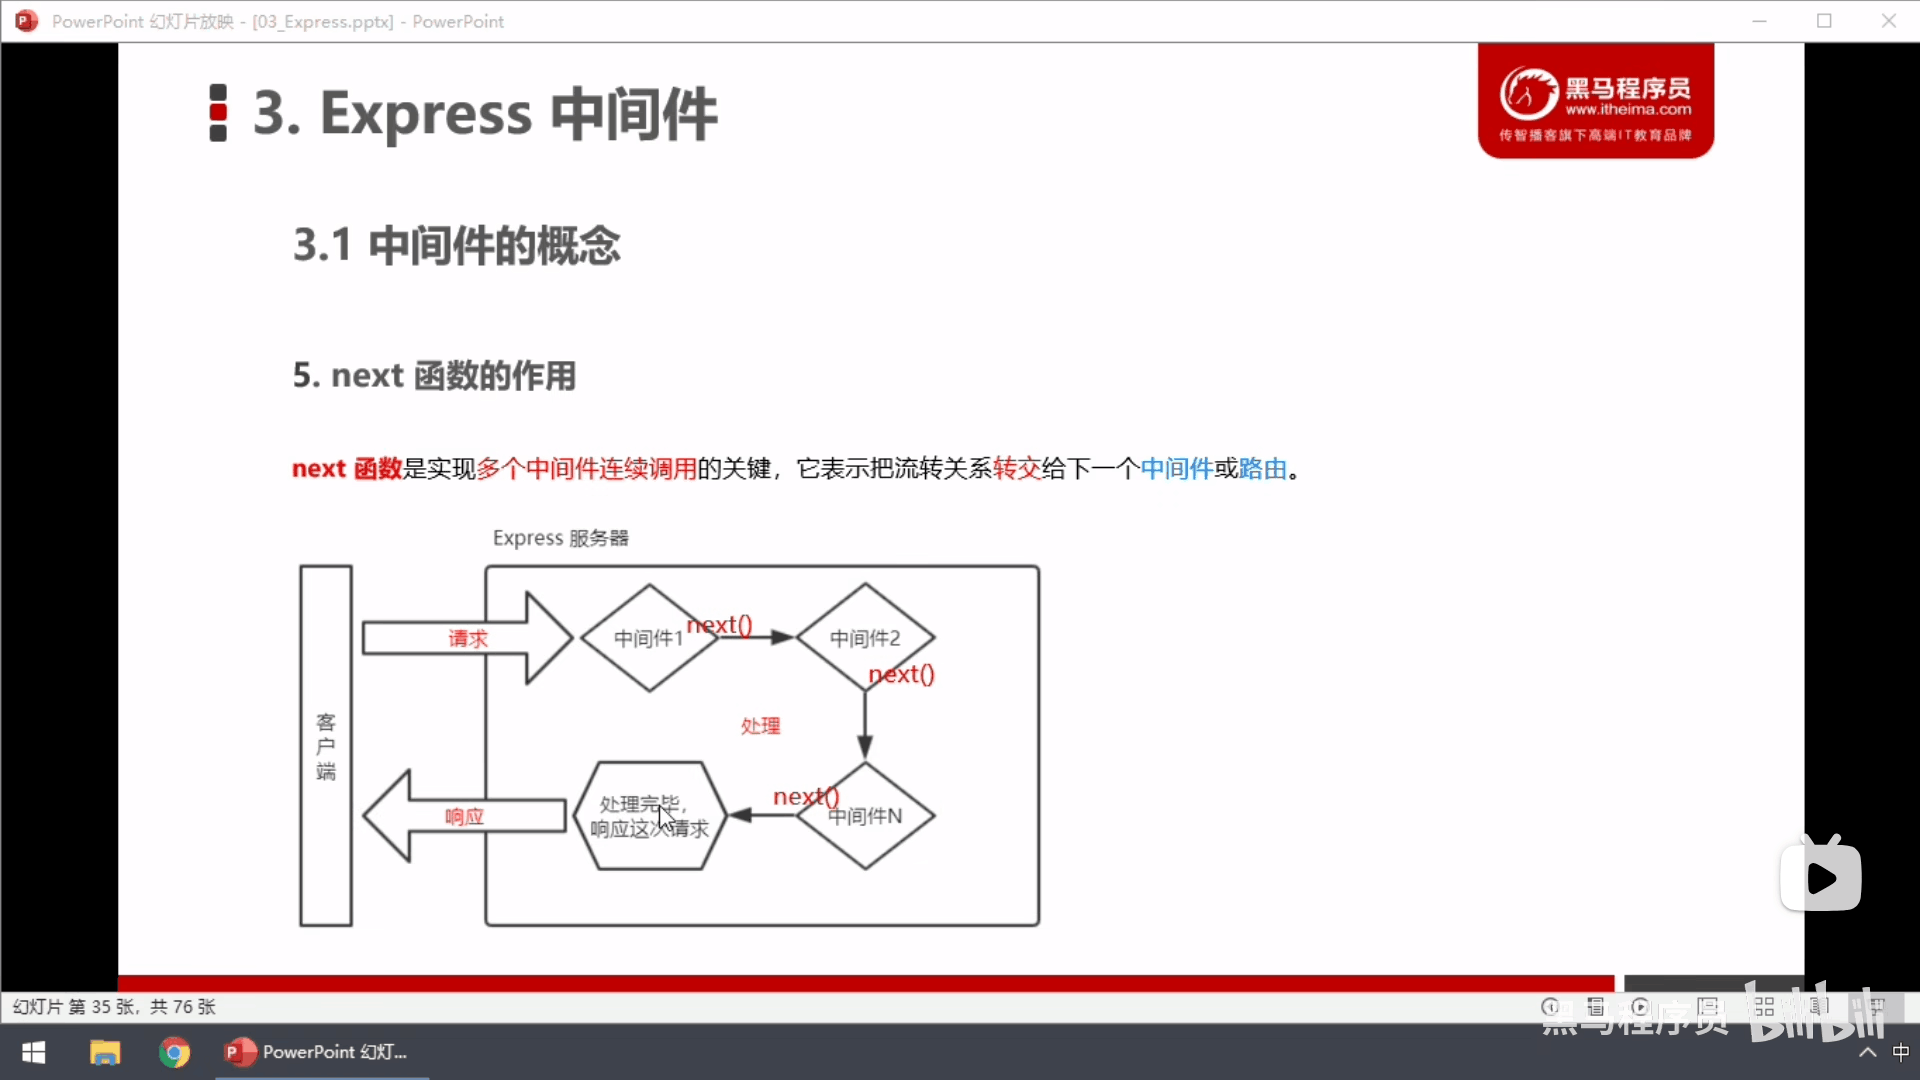 PowerPoint 幻灯片放映 - [03_Express.pptx] - PowerPoint
黑马程序员
www.itheima.com
传智播客旗下高端IT教育品牌
3. Express 中间件
3.1 中间件的概念
5. next 函数的作用
next 函数是实现多个中间件连续调用的关键，它表示把流转关系转交给下一个中间件或路由。
Express 服务器
请求
中间件1
next()
中间件2
next()
客户端
处理
处理完毕，
响应这次请求
next()
中间件N
响应
幻灯片 第 35 张，共 76 张
黑马程序员 bilibili
PowerPoint 幻灯...
中